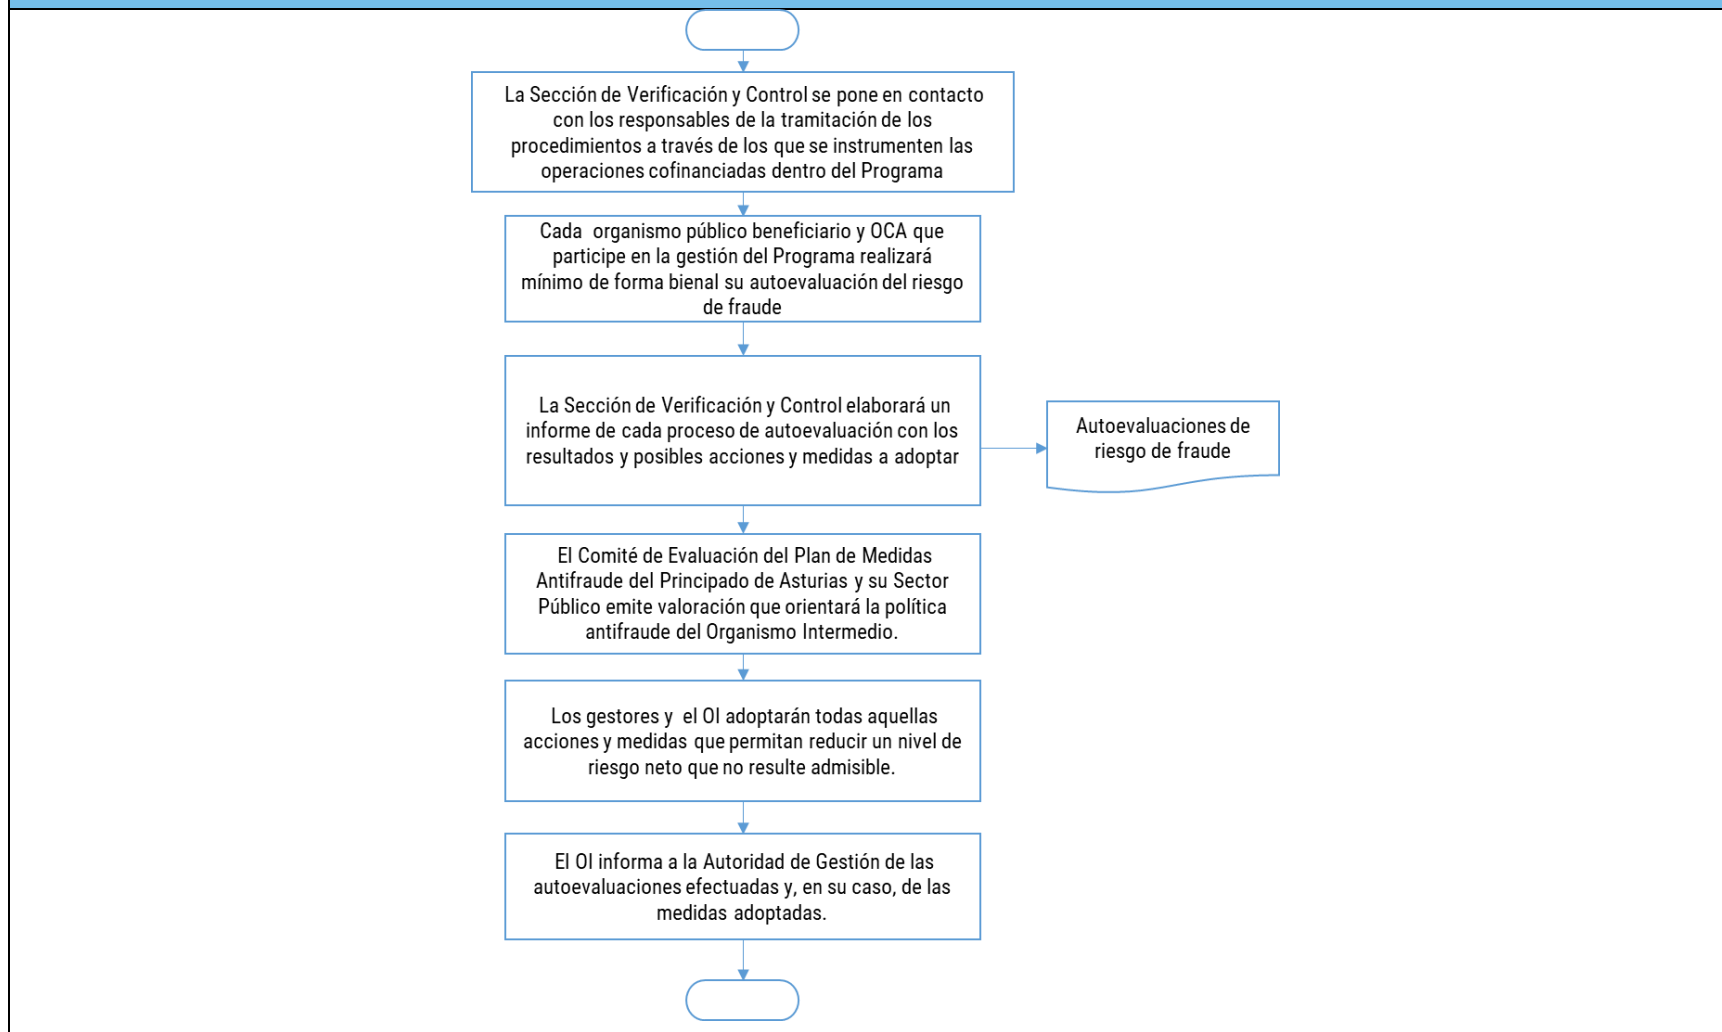 La Sección de Verificación y Control se pone en contacto
con los responsables de la tramitación de los
procedimientos a través de los que se instrumenten las
operaciones cofinanciadas dentro del Programa
Cada organismo público beneficiario y OCA que
participe en la gestión del Programa realizará
mínimo de forma bienal su autoevaluación del riesgo
de fraude
La Sección de Verificación y Control elaborará un
informe de cada proceso de autoevaluación con los
resultados y posibles acciones y medidas a adoptar
Autoevaluaciones de
riesgo de fraude
El Comité de Evaluación del Plan de Medidas
Antifraude del Principado de Asturias y su Sector
Público emite valoración que orientará la política
antifraude del Organismo Intermedio.
Los gestores y el OI adoptarán todas aquellas
acciones y medidas que permitan reducir un nivel de
riesgo neto que no resulte admisible.
El OI informa a la Autoridad de Gestión de las
autoevaluaciones efectuadas y, en su caso, de las
medidas adoptadas.